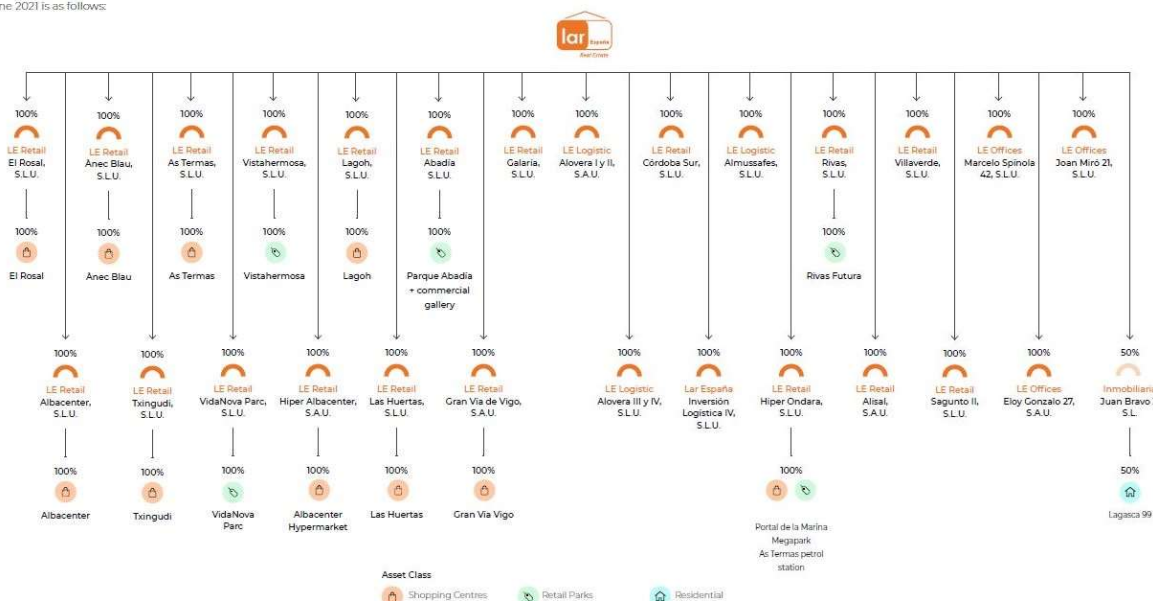 ne 2021 is as follows:
lar España
Real Estate
100% 100% 100% 100% 100% 100% 100% 100% 100% 100% 100% 100% 100% 100%
LE Retail El Rosal, S.L.U.
LE Retail Ànec Blau, S.L.U.
LE Retail As Termas, S.L.U.
LE Retail Vistahermosa, S.L.U.
LE Retail Lagoh, S.L.U.
LE Retail Abadía S.L.U.
LE Retail Galaría, S.L.U.
LE Logistic Alovera I y II, S.A.U.
LE Retail Córdoba Sur, S.L.U.
LE Logistic Almussafes, S.L.U.
LE Retail Rivas, S.L.U.
LE Retail Villaverde, S.L.U.
LE Offices Marcelo Spinola 42, S.L.U.
LE Offices Joan Miró 21, S.L.U.
100% 100% 100% 100% 100% 100% 100%
El Rosal
Ànec Blau
As Termas
Vistahermosa
Lagoh
Parque Abadía
+ commercial
gallery
Rivas Futura
100% 100% 100% 100% 100% 100% 100% 100% 100% 100% 100% 100% 50%
LE Retail Albacenter, S.L.U.
LE Retail Txingudi, S.L.U.
LE Retail VidaNova Parc, S.L.U.
LE Retail Hiper Albacenter, S.A.U.
LE Retail Las Huertas, S.L.U.
LE Retail Gran Vía de Vigo, S.A.U.
LE Logistic Alovera III y IV, S.L.U.
Lar España Inversión Logística IV, S.L.U.
LE Retail Hiper Ondara, S.L.U.
LE Retail Alisal, S.A.U.
LE Retail Sagunto II, S.L.U.
LE Offices Eloy Gonzalo 27, S.A.U.
Inmobiliaria Juan Bravo S.L.
100% 100% 100% 100% 100% 100% 100% 50%
Albacenter
Txingudi
VidaNova
Parc
Albacenter
Hypermarket
Las Huertas
Gran Vía Vigo
Portal de la Marina
Megapark
As Termas petrol
station
Lagasca 99
Asset Class
Shopping Centres Retail Parks Residential